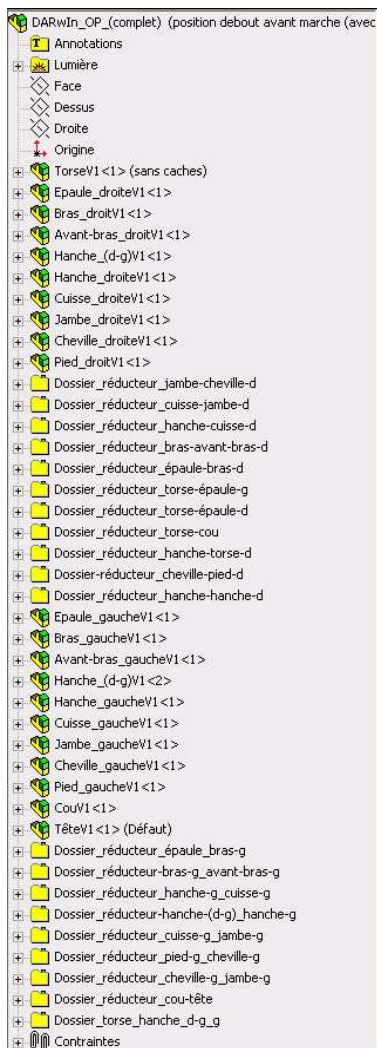 DARwIn_OP_(complet) (position debout avant marche (avec
Annotations
Lumière
Face
Dessus
Droite
Origine
TorseV1<1> (sans caches)
Epaule_droiteV1<1>
Bras_droitV1<1>
Avant-bras_droitV1<1>
Hanche_(d-g)V1<1>
Hanche_droiteV1<1>
Cuisse_droiteV1<1>
Jambe_droiteV1<1>
Cheville_droiteV1<1>
Pied_droitV1<1>
Dossier_réducteur_jambe-cheville-d
Dossier_réducteur_cuisse-jambe-d
Dossier_réducteur_hanche-cuisse-d
Dossier_réducteur_bras-avant-bras-d
Dossier_réducteur_épaule-bras-d
Dossier_réducteur_torse-épaule-g
Dossier_réducteur_torse-épaule-d
Dossier_réducteur_torse-cou
Dossier_réducteur_hanche-torse-d
Dossier-réducteur_cheville-pied-d
Dossier_réducteur_hanche-hanche-d
Epaule_gaucheV1<1>
Bras_gaucheV1<1>
Avant-bras_gaucheV1<1>
Hanche_(d-g)V1<2>
Hanche_gaucheV1<1>
Cuisse_gaucheV1<1>
Jambe_gaucheV1<1>
Cheville_gaucheV1<1>
Pied_gaucheV1<1>
CouV1<1>
TêteV1<1> (Défaut)
Dossier_réducteur_épaule_bras-g
Dossier_réducteur-bras-g_avant-bras-g
Dossier_réducteur_hanche-g_cuisse-g
Dossier_réducteur-hanche-(d-g)_hanche-g
Dossier_réducteur_cuisse-g_jambe-g
Dossier_réducteur_pied-g_cheville-g
Dossier_réducteur_cheville-g_jambe-g
Dossier_réducteur_cou-tête
Dossier_torse_hanche_d-g_g
Contraintes